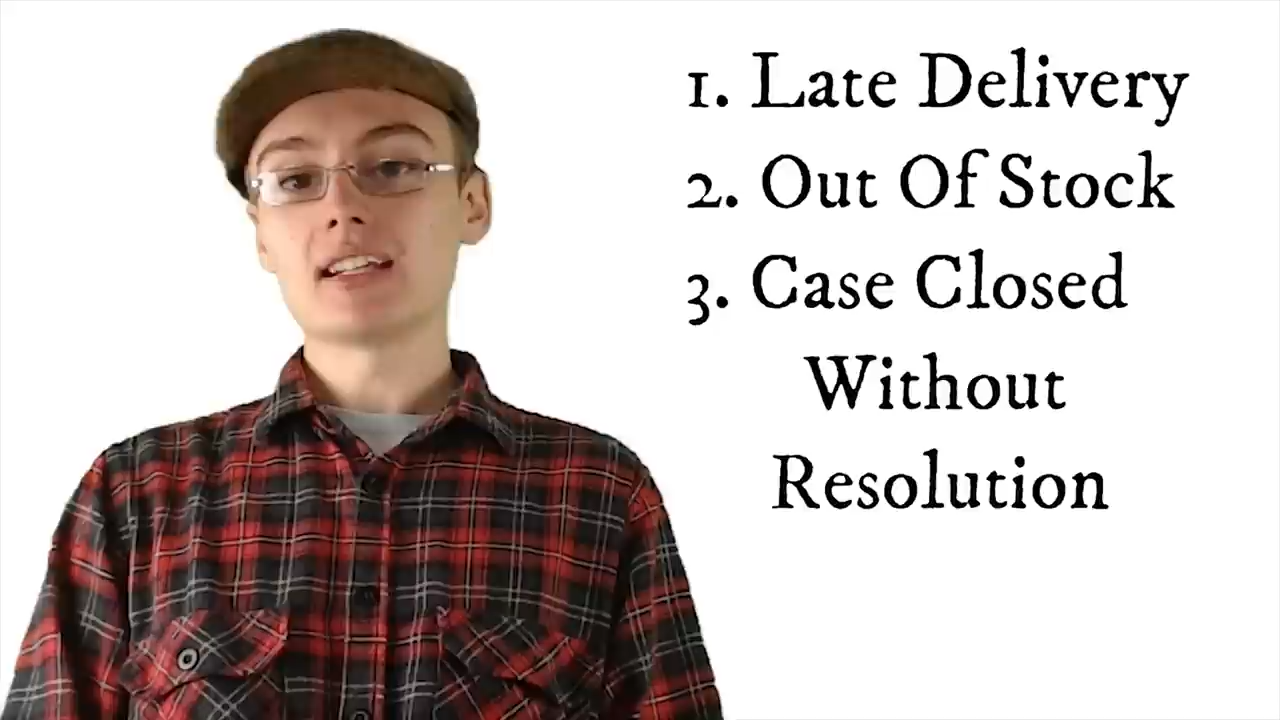 1. Late Delivery
2. Out Of Stock
3. Case Closed
Without
Resolution